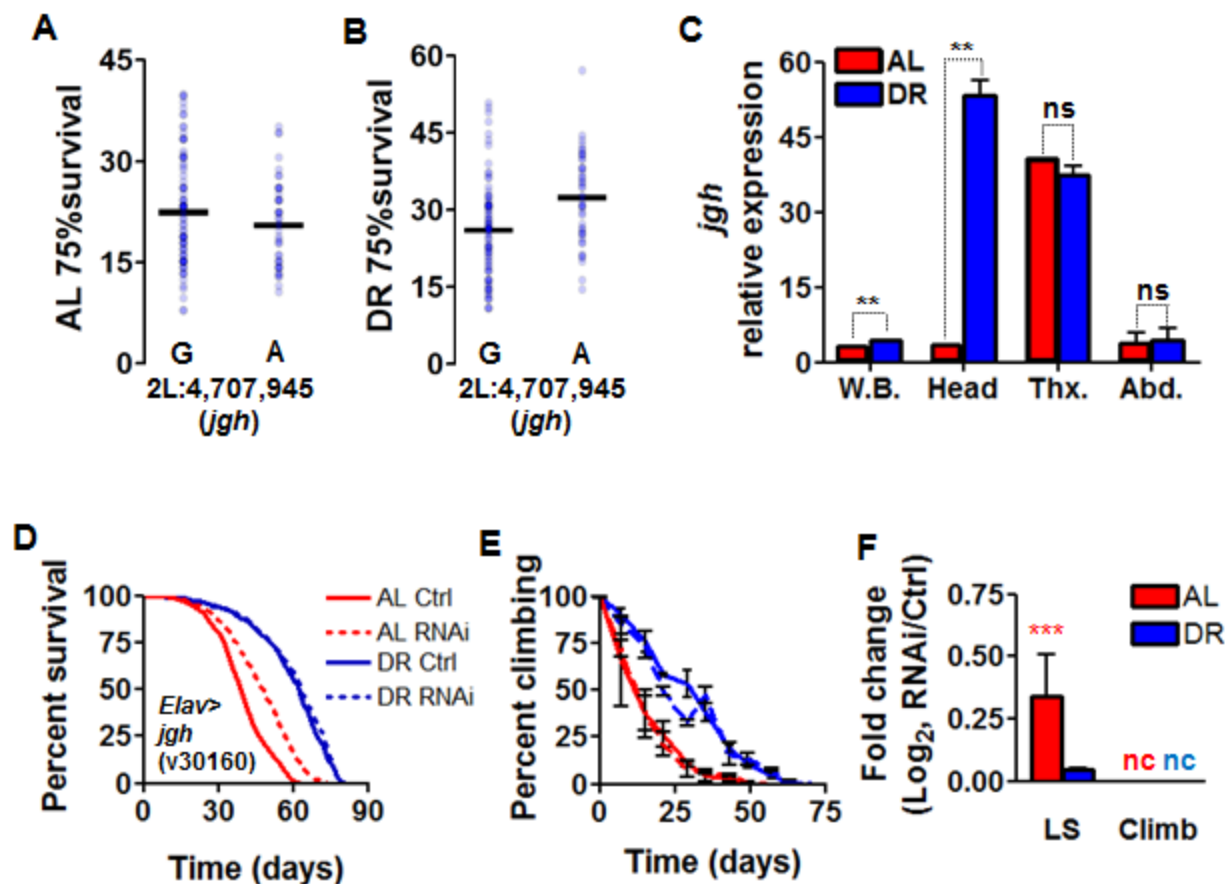 A
AL 75%survival
45
30
15
0
G A
2L:4,707,945
(jgh)
B
DR 75%survival
60
45
30
15
0
G A
2L:4,707,945
(jgh)
C
jgh
relative expression
60
45
30
15
0
AL
DR
**
**
ns
ns
W.B. Head Thx. Abd.
D
Percent survival
100
75
50
25
0
Elav>
jgh
(v30160)
AL Ctrl
AL RNAi
DR Ctrl
DR RNAi
0 30 60 90
Time (days)
E
Percent climbing
100
75
50
25
0
0 25 50 75
Time (days)
F
Fold change
(Log2, RNAi/Ctrl)
0.75
0.50
0.25
0.00
AL
DR
***
nc nc
LS Climb